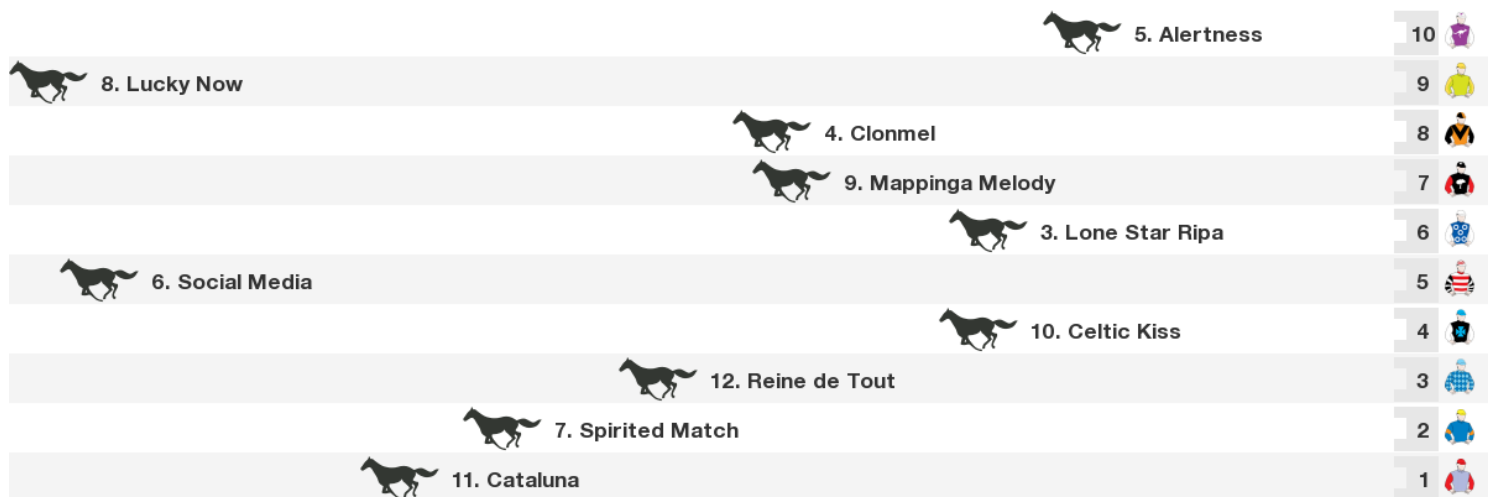 5. Alertness 10
8. Lucky Now 9
4. Clonmel 8
9. Mappinga Melody 7
3. Lone Star Ripa 6
6. Social Media 5
10. Celtic Kiss 4
12. Reine de Tout 3
7. Spirited Match 2
11. Cataluna 1